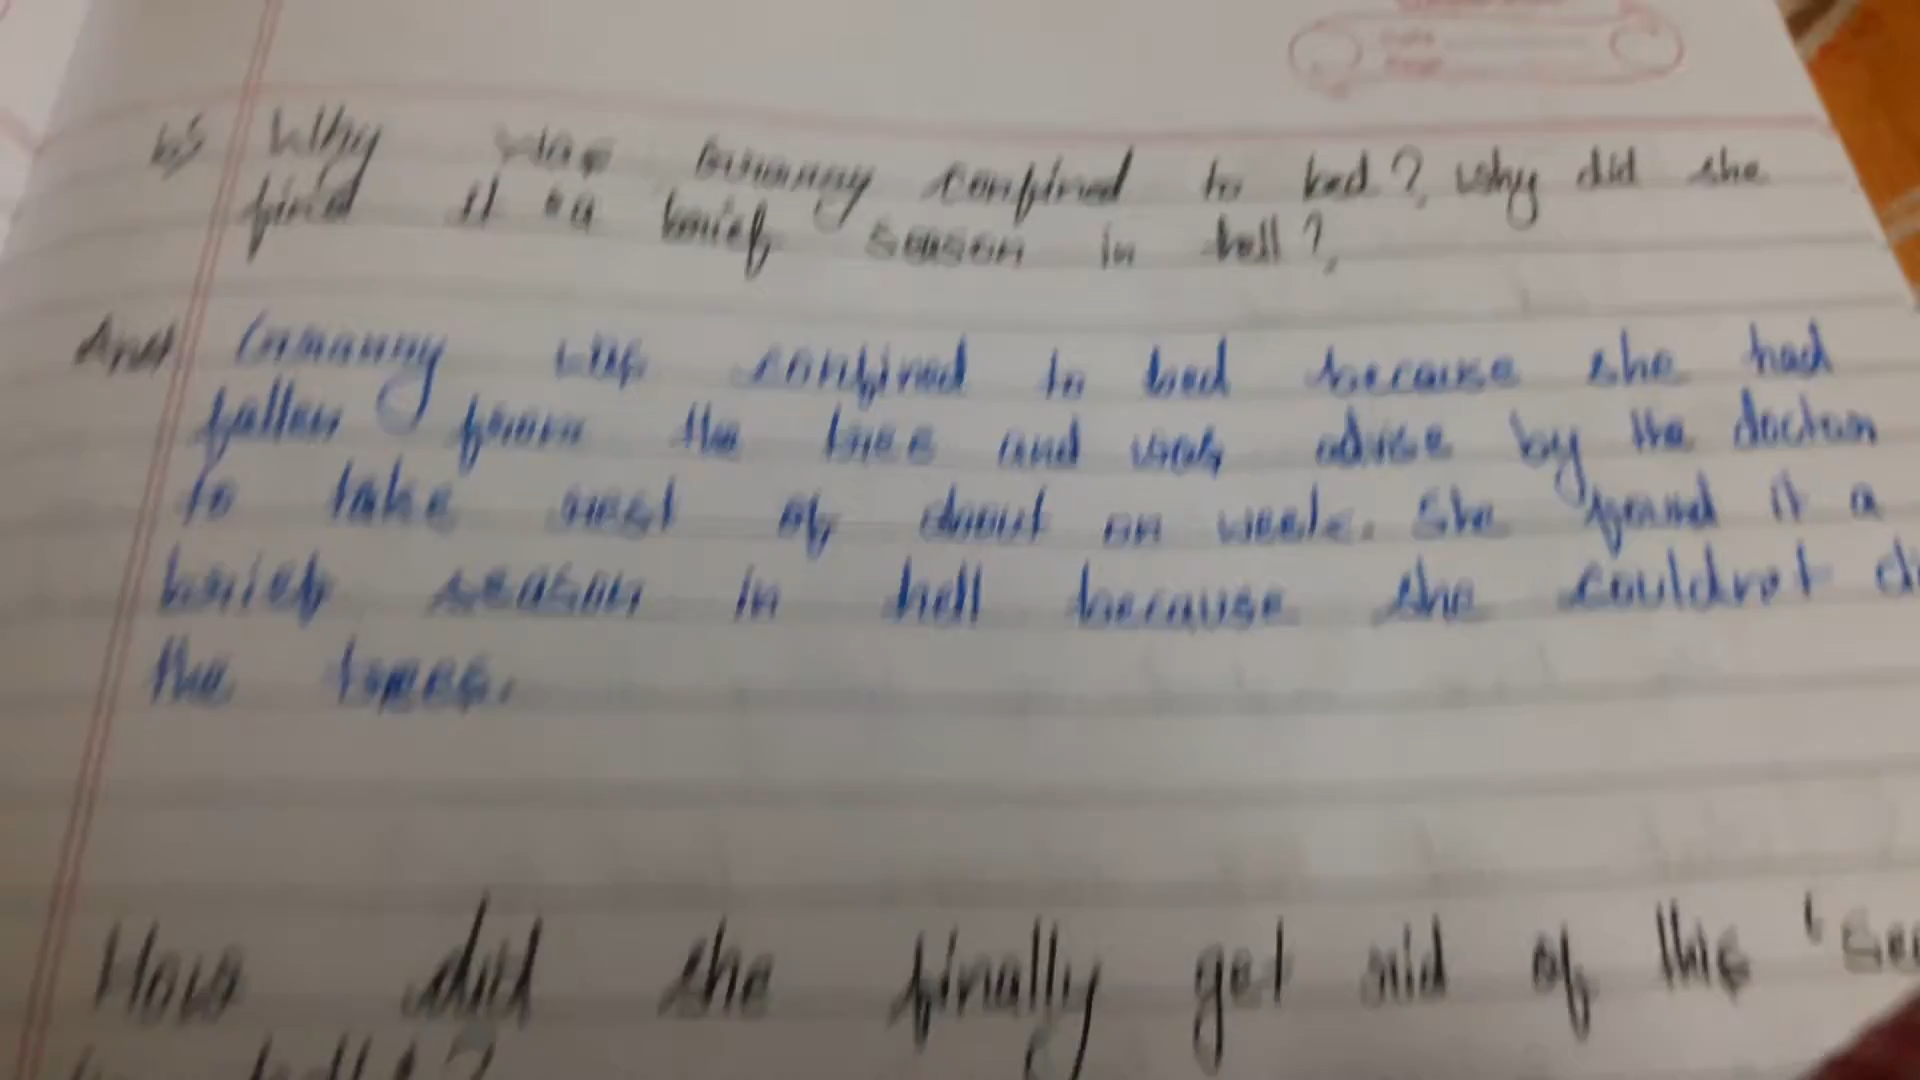 b) Why was Granny confined to bed?, why did she
find it a brief season in hell?,
Ans) Granny was confined to bed because she had
fallen from the tree and was advise by the doctor
to take rest of about on week. She found it a
brief season in hell because she couldnot
the trees.
How did she finally get rid of this